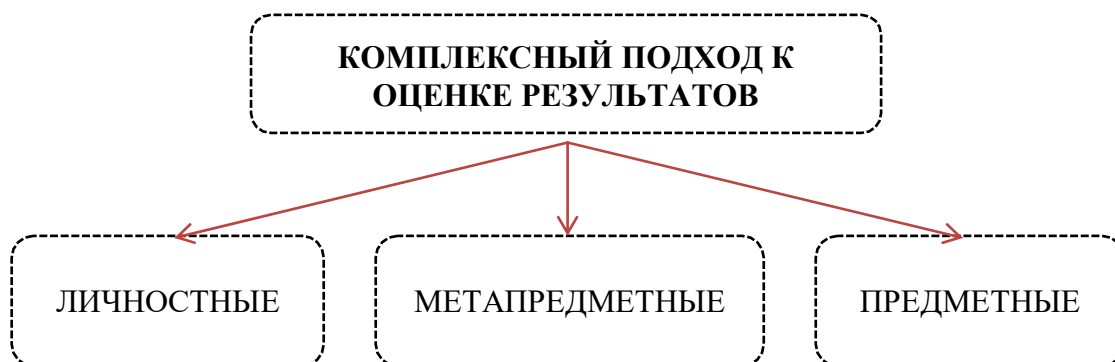 КОМПЛЕКСНЫЙ ПОДХОД К
ОЦЕНКЕ РЕЗУЛЬТАТОВ
ЛИЧНОСТНЫЕ
МЕТАПРЕДМЕТНЫЕ
ПРЕДМЕТНЫЕ